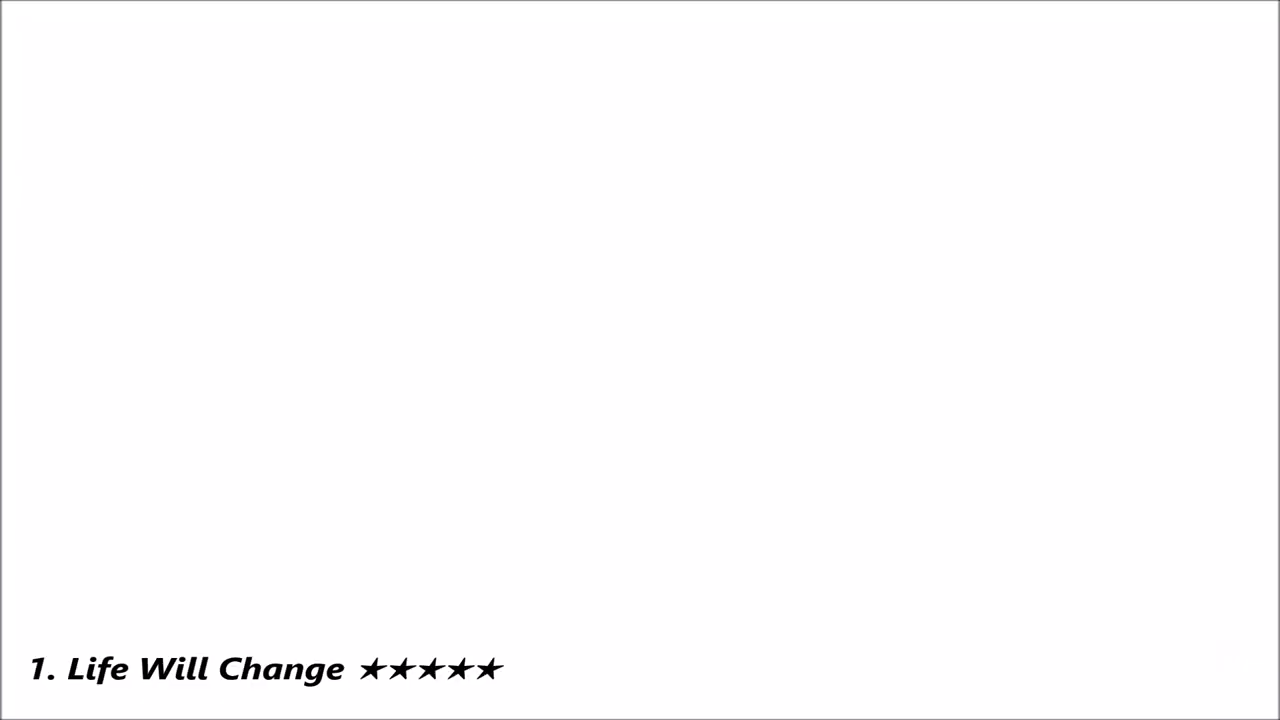 1. Life Will Change ★★★★★